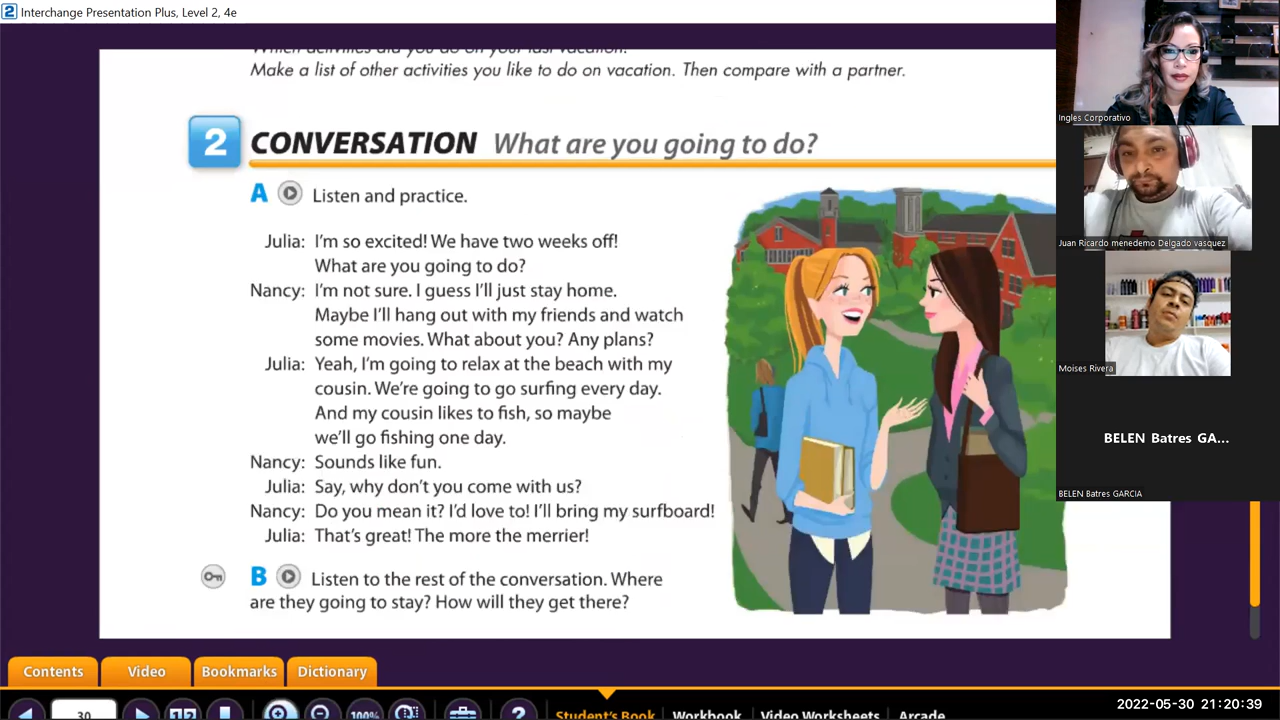 Interchange Presentation Plus, Level 2, 4e
Which activities did you do on your last vacation?
Make a list of other activities you like to do on vacation. Then compare with a partner.
2 CONVERSATION What are you going to do?
A Listen and practice.
Julia: I'm so excited! We have two weeks off!
What are you going to do?
Nancy: I'm not sure. I guess I'll just stay home.
Maybe I'll hang out with my friends and watch
some movies. What about you? Any plans?
Julia: Yeah, I'm going to relax at the beach with my
cousin. We're going to go surfing every day.
And my cousin likes to fish, so maybe
we'll go fishing one day.
Nancy: Sounds like fun.
Julia: Say, why don't you come with us?
Nancy: Do you mean it? I'd love to! I'll bring my surfboard!
Julia: That's great! The more the merrier!
B Listen to the rest of the conversation. Where
are they going to stay? How will they get there?
Ingles Corporativo
Juan Ricardo menedemo Delgado vasquez
Moises Rivera
BELEN Batres GA...
BELEN Batres GARCIA
Contents Video Bookmarks Dictionary
30 100% ? Student's Book Workbook Video Worksheets Arcade
2022-05-30 21:20:39